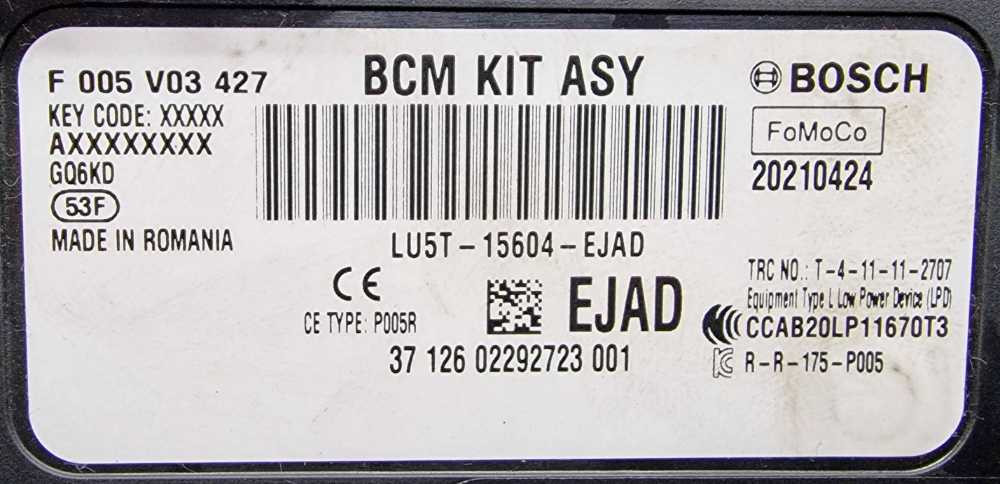 F 005 V03 427
BCM KIT ASY
BOSCH
KEY CODE: XXXXX
AXXXXXXXX
GQ6KD
53F
MADE IN ROMANIA
FoMoCo
20210424
LU5T-15604-EJAD
CE
CE TYPE: P005R
EJAD
37 126 02292723 001
TRC NO.: T-4-11-11-2707
Equipment Type L Low Power Device (LPD)
CCAB20LP11670T3
R-R-175-P005